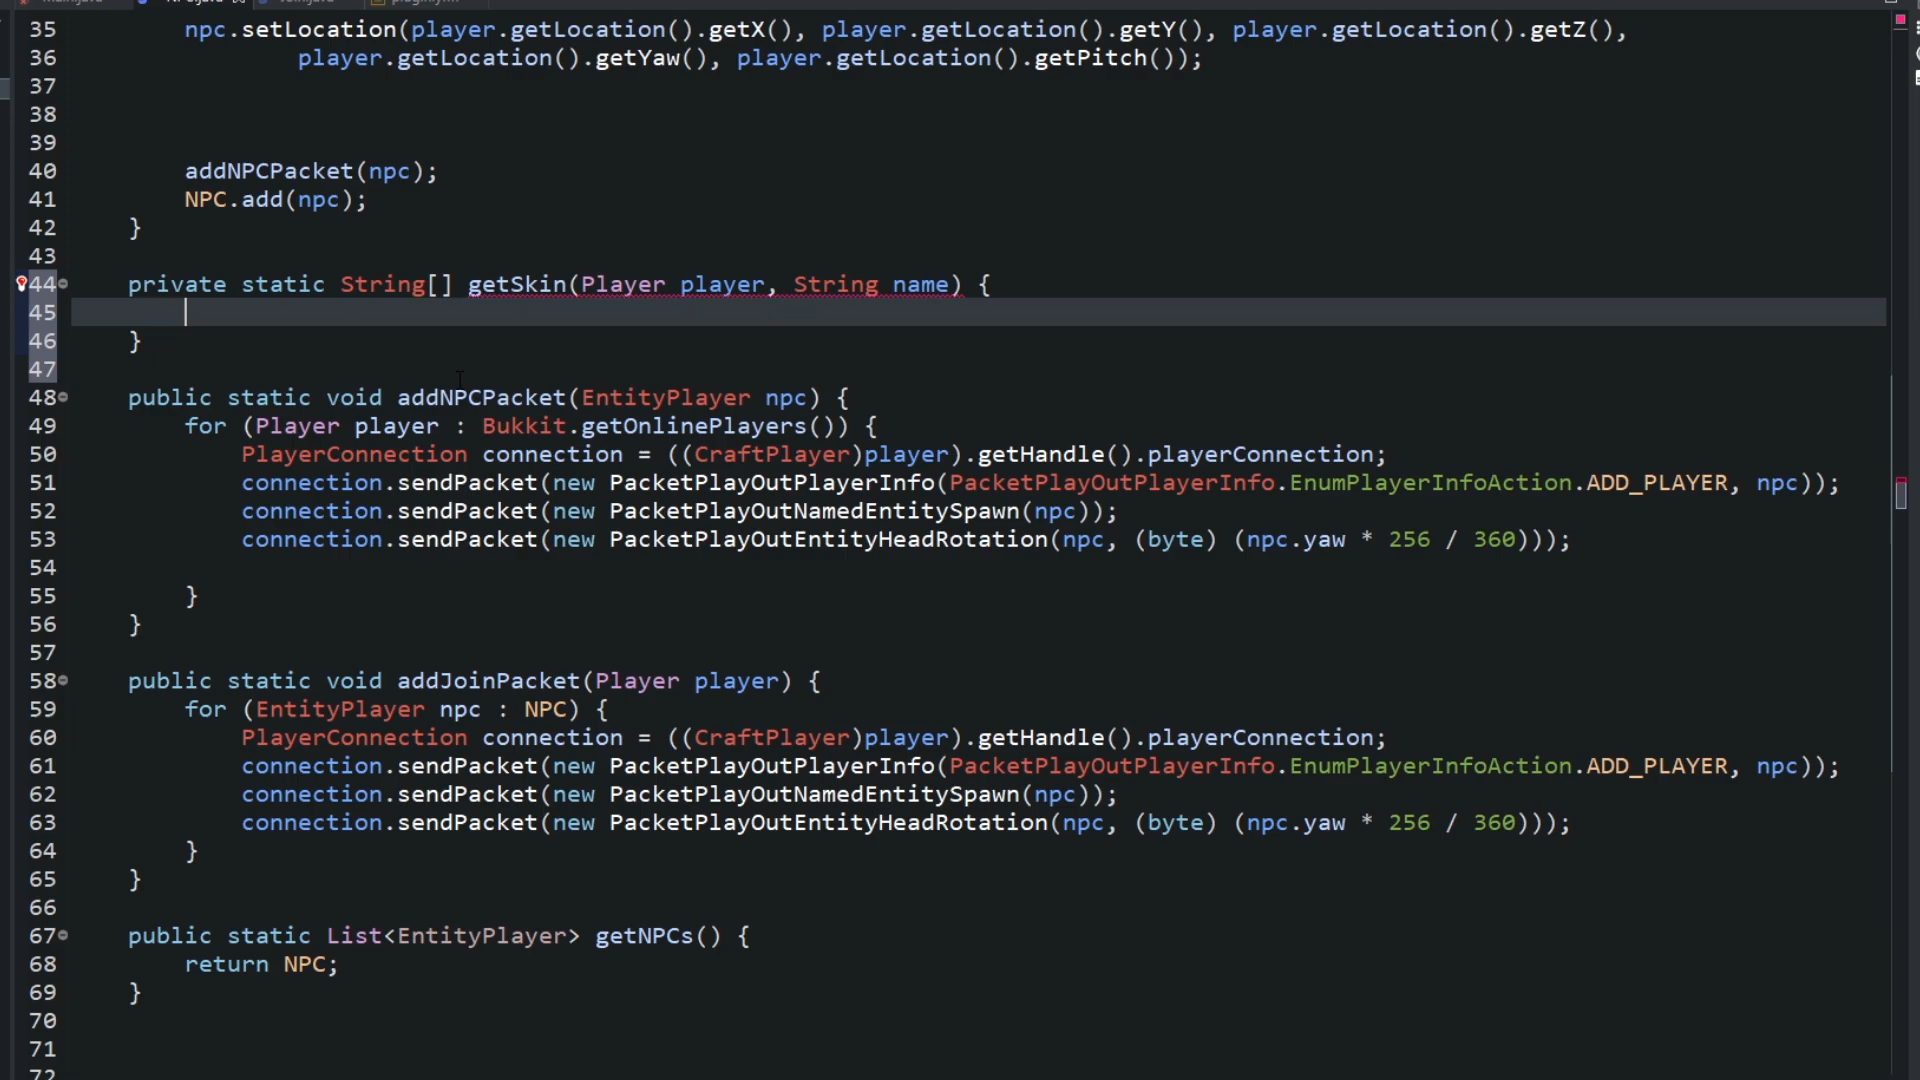 35 npc.setLocation(player.getLocation().getX(), player.getLocation().getY(), player.getLocation().getZ(),
36 player.getLocation().getYaw(), player.getLocation().getPitch());
37
38
39
40 addNPCPacket(npc);
41 NPC.add(npc);
42 }
43
44 private static String[] getSkin(Player player, String name) {
45
46 }
47
48 public static void addNPCPacket(EntityPlayer npc) {
49 for (Player player : Bukkit.getOnlinePlayers()) {
50 PlayerConnection connection = ((CraftPlayer)player).getHandle().playerConnection;
51 connection.sendPacket(new PacketPlayOutPlayerInfo(PacketPlayOutPlayerInfo.EnumPlayerInfoAction.ADD_PLAYER, npc));
52 connection.sendPacket(new PacketPlayOutNamedEntitySpawn(npc));
53 connection.sendPacket(new PacketPlayOutEntityHeadRotation(npc, (byte) (npc.yaw * 256 / 360)));
54
55 }
56 }
57
58 public static void addJoinPacket(Player player) {
59 for (EntityPlayer npc : NPC) {
60 PlayerConnection connection = ((CraftPlayer)player).getHandle().playerConnection;
61 connection.sendPacket(new PacketPlayOutPlayerInfo(PacketPlayOutPlayerInfo.EnumPlayerInfoAction.ADD_PLAYER, npc));
62 connection.sendPacket(new PacketPlayOutNamedEntitySpawn(npc));
63 connection.sendPacket(new PacketPlayOutEntityHeadRotation(npc, (byte) (npc.yaw * 256 / 360)));
64 }
65 }
66
67 public static List<EntityPlayer> getNPCs() {
68 return NPC;
69 }
70
71
72